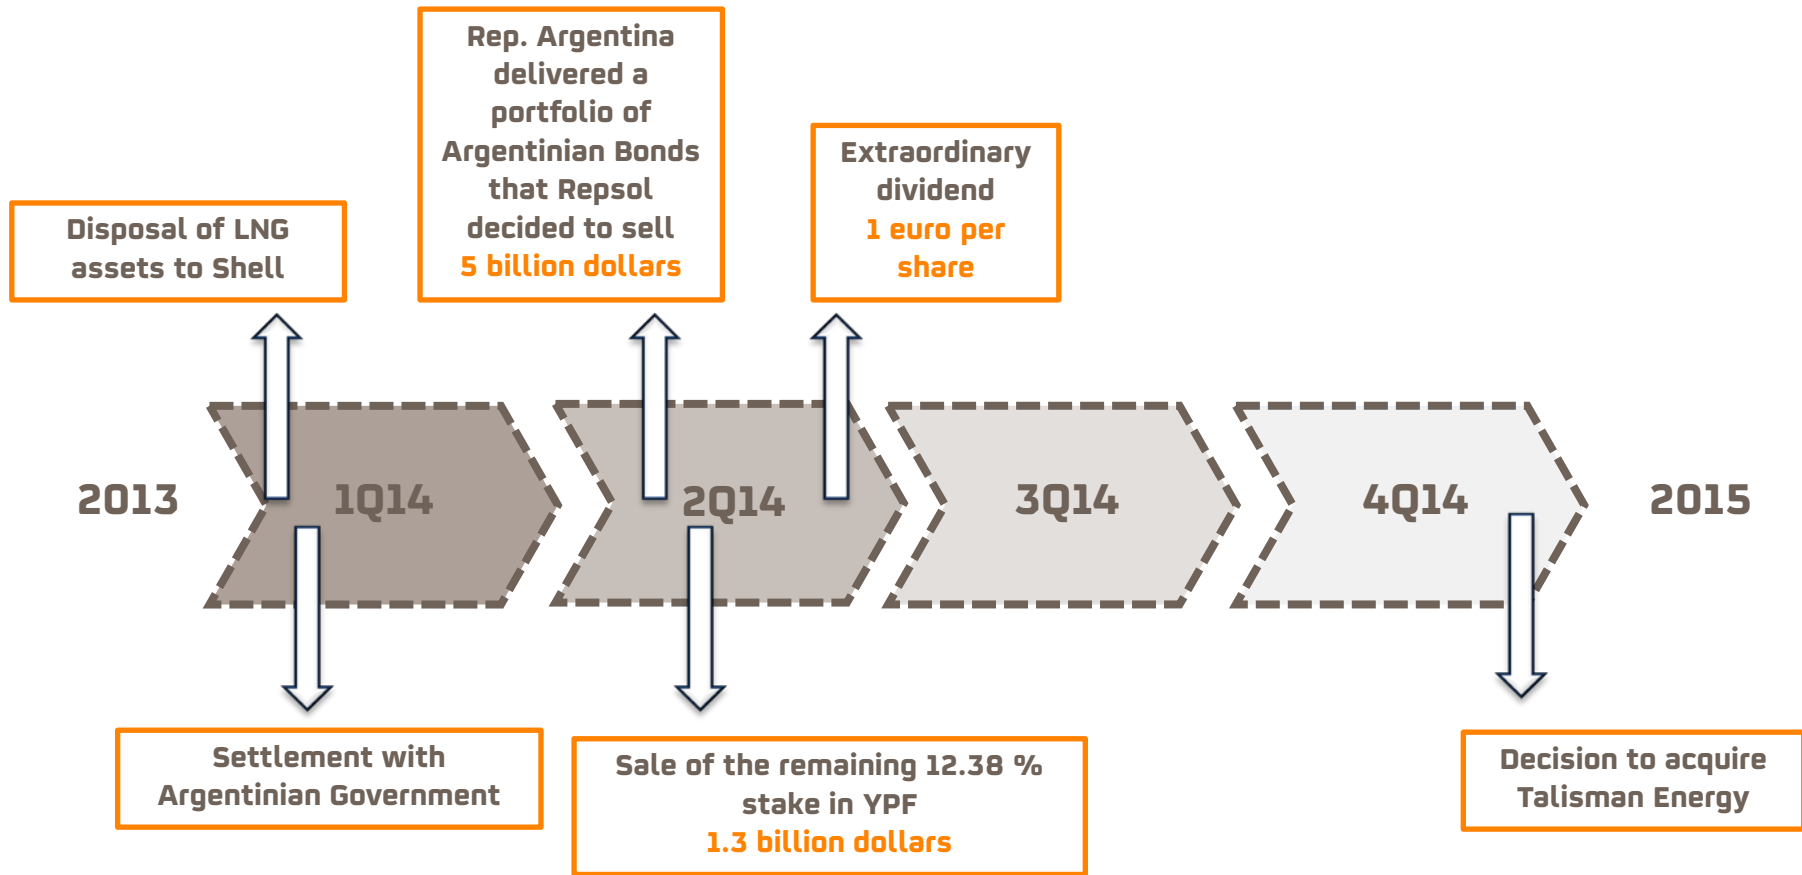 Rep. Argentina
delivered a
portfolio of
Argentinian Bonds
that Repsol
decided to sell
5 billion dollars
Extraordinary
dividend
1 euro per
share
Disposal of LNG
assets to Shell
2013
1Q14
2Q14
3Q14
4Q14
2015
Settlement with
Argentinian Government
Sale of the remaining 12.38 %
stake in YPF
1.3 billion dollars
Decision to acquire
Talisman Energy